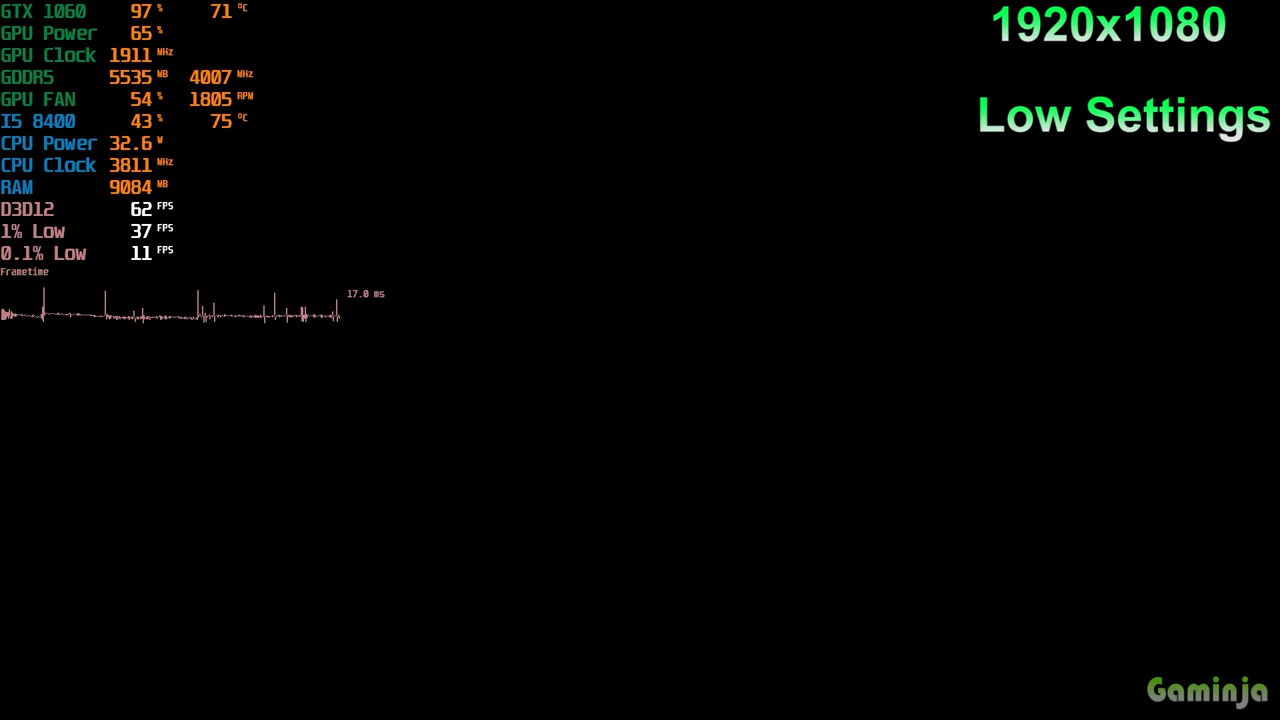 GTX 1060 97 % 71 °C
GPU Power 65 %
GPU Clock 1911 MHz
GDDR5 5535 MB 4007 MHz
GPU FAN 54 % 1805 RPM
I5 8400 43 % 75 °C
CPU Power 32.6 W
CPU Clock 3811 MHz
RAM 9084 MB
D3D12 62 FPS
1% Low 37 FPS
0.1% Low 11 FPS
Frametime
17.0 ms
1920x1080
Low Settings
Gaminja